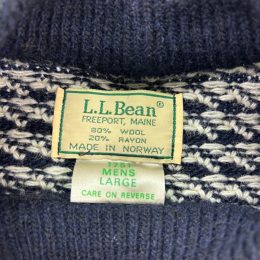 L.L.Bean®
FREEPORT, MAINE
80% WOOL
20% RAYON
MADE IN NORWAY
MENS
LARGE
CARE ON REVERSE